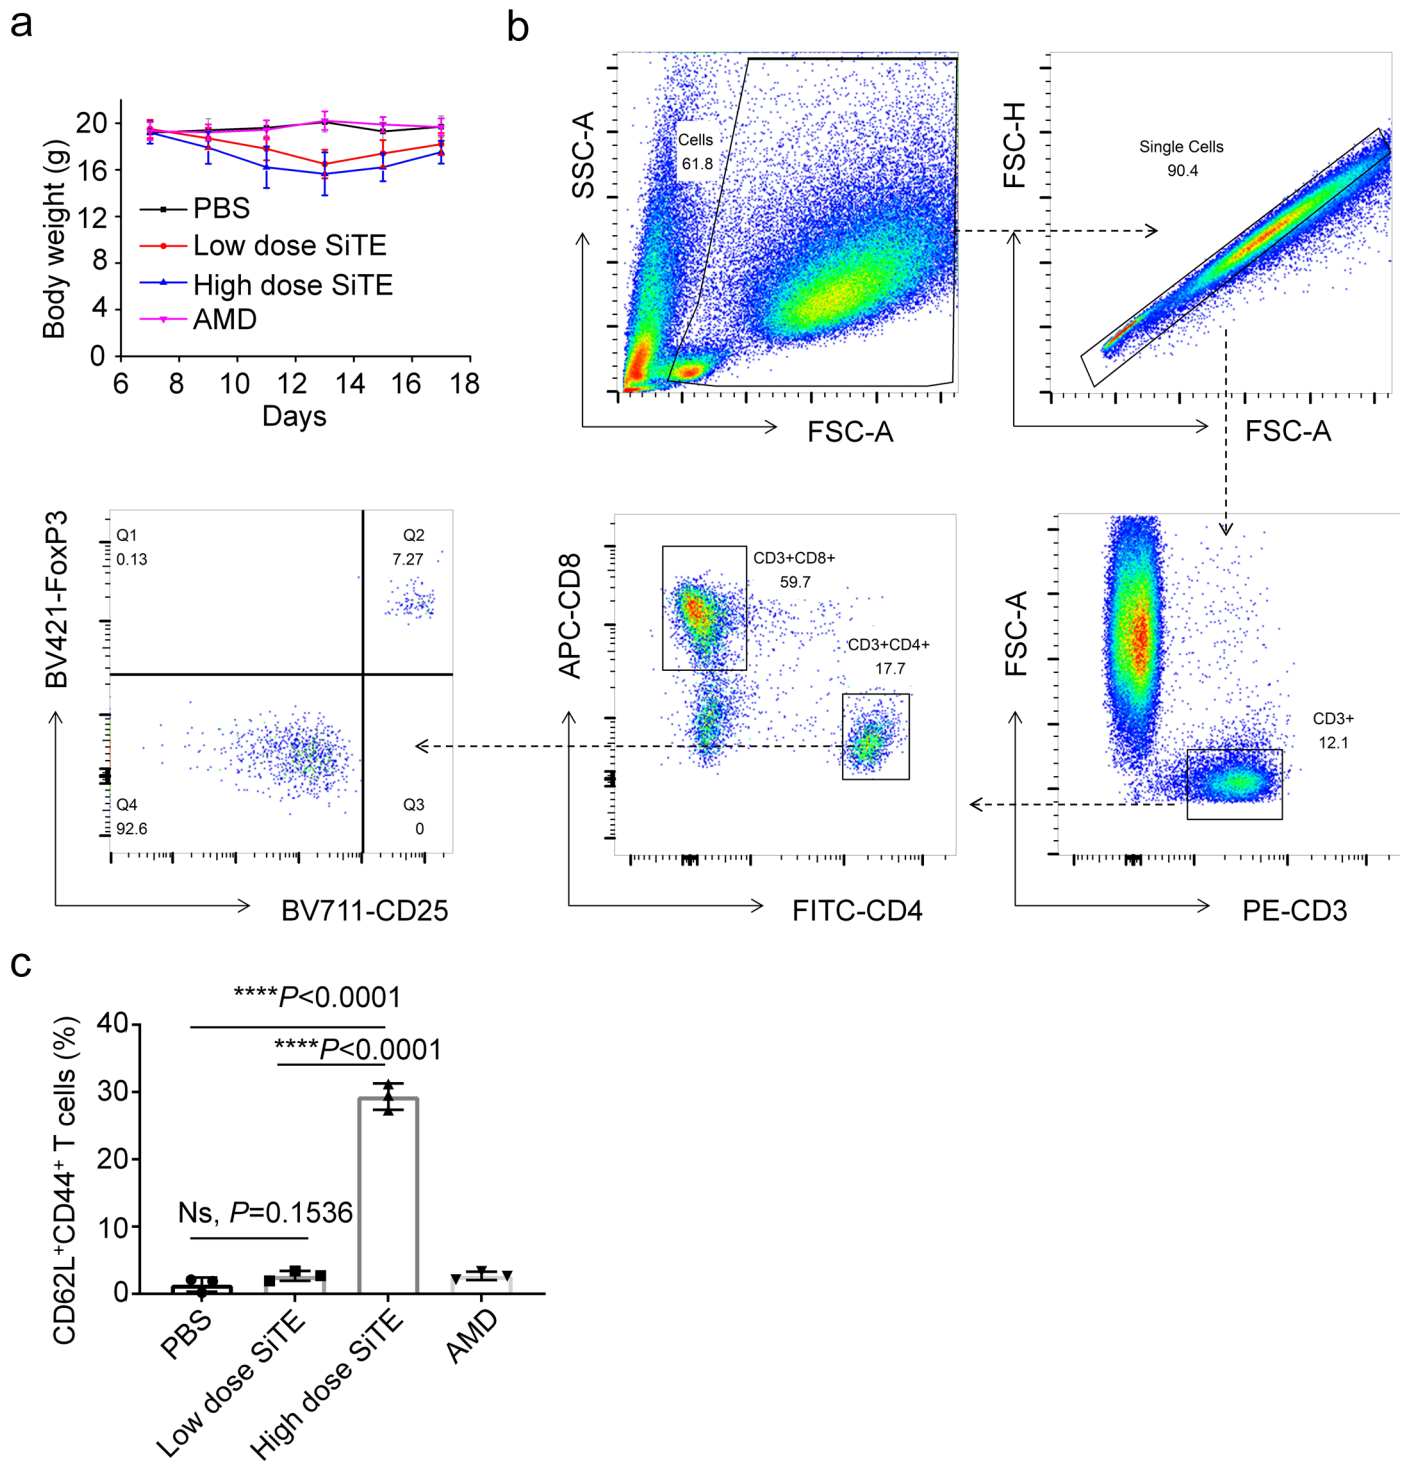 a
b
20
16
12
8
4
0
6
8
10
12
14
16
18
Body weight (g)
Days
PBS
Low dose SiTE
High dose SiTE
AMD
SSC-A
Cells
61.8
FSC-A
FSC-H
Single Cells
90.4
FSC-A
BV421-FoxP3
Q1
0.13
Q2
7.27
Q4
92.6
Q3
0
BV711-CD25
APC-CD8
CD3+CD8+
59.7
CD3+CD4+
17.7
FITC-CD4
FSC-A
CD3+
12.1
PE-CD3
c
****P<0.0001
****P<0.0001
Ns, P=0.1536
40
30
20
10
0
CD62L⁺CD44⁺ T cells (%)
PBS
Low dose SiTE
High dose SiTE
AMD